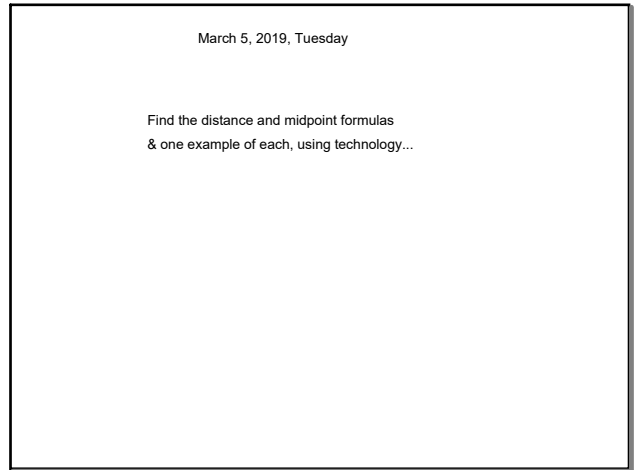 March 5, 2019, Tuesday
Find the distance and midpoint formulas
& one example of each, using technology...